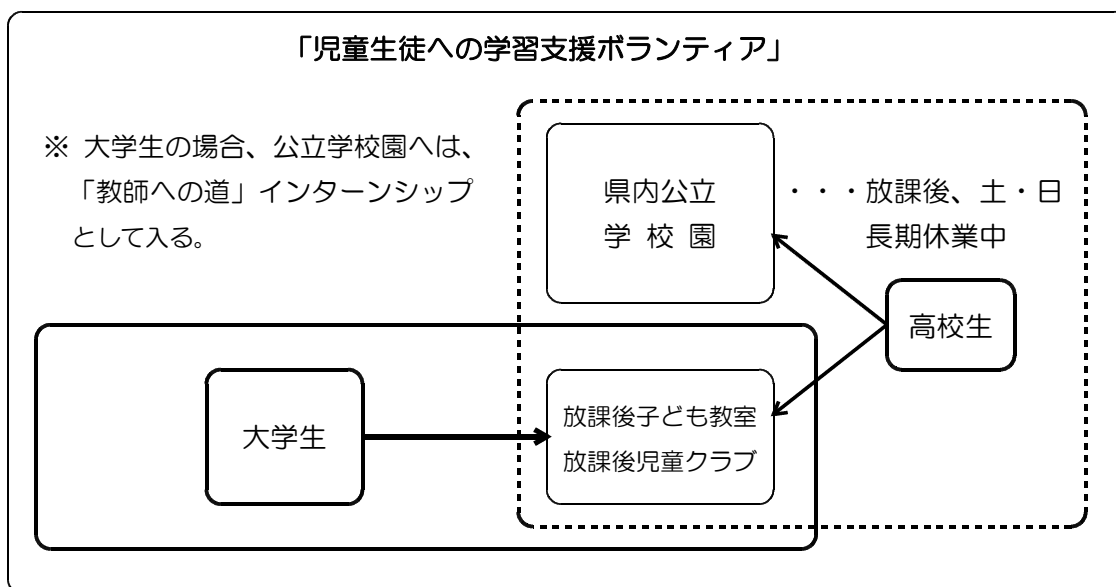 「児童生徒への学習支援ボランティア」
※ 大学生の場合、公立学校園へは、
「教師への道」インターンシップ
として入る。
県内公立
学 校 園
・・・放課後、土・日
長期休業中
高校生
大学生
放課後子ども教室
放課後児童クラブ